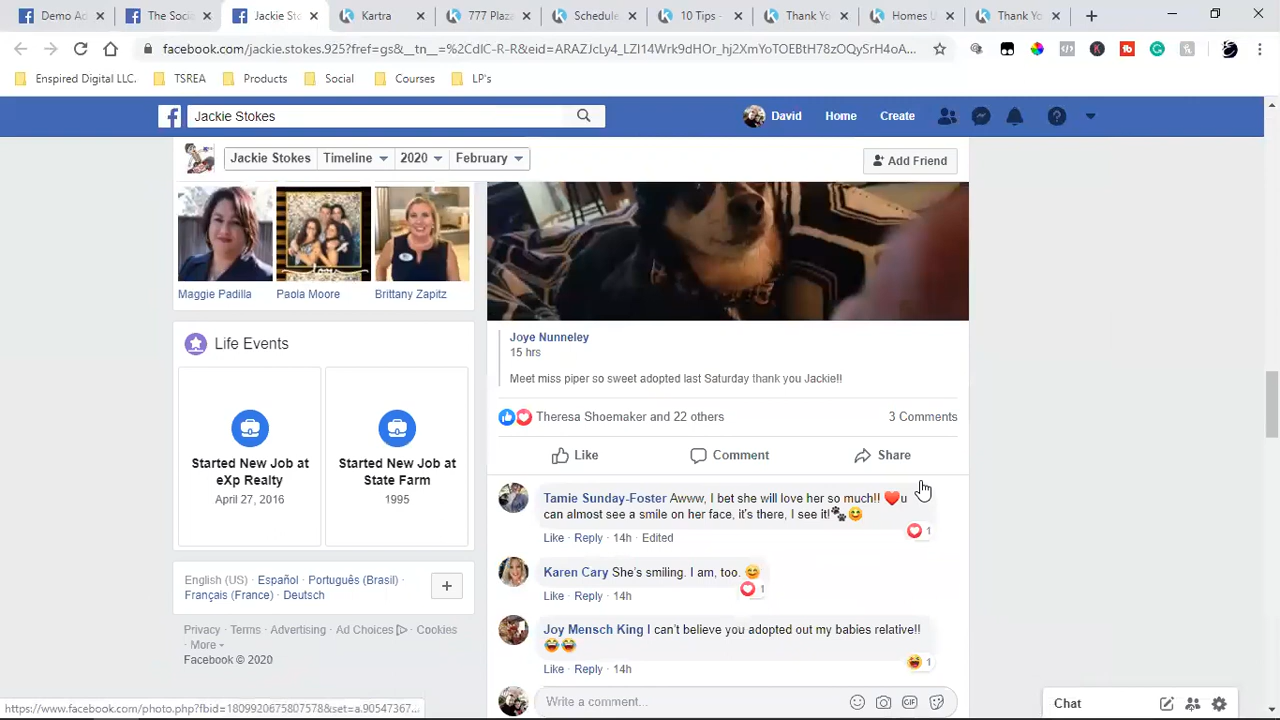 Demo Ad
The Socia
Jackie Sto
Kartra
777 Plaza
Schedule
10 Tips -
Thank Yo
Homes U
Thank Yo
facebook.com/jackie.stokes.925?fref=gs&__tn__=%2CdlC-R-R&eid=ARAZJcLy4_LZI14Wrk9dHOr_hj2XmYoTOEBtH78zOQySrH4oA...
Enspired Digital LLC.
TSREA
Products
Social
Courses
LP's
Jackie Stokes
David
Home
Create
Jackie Stokes
Timeline
2020
February
Add Friend
Maggie Padilla
Paola Moore
Brittany Zapitz
Life Events
Started New Job at
eXp Realty
April 27, 2016
Started New Job at
State Farm
1995
English (US) · Español · Português (Brasil) ·
Français (France) · Deutsch
Privacy · Terms · Advertising · Ad Choices · Cookies
· More
Facebook © 2020
Joye Nunneley
15 hrs
Meet miss piper so sweet adopted last Saturday thank you Jackie!!
Theresa Shoemaker and 22 others
3 Comments
Like
Comment
Share
Tamie Sunday-Foster Awww, I bet she will love her so much!! ❤️u
can almost see a smile on her face, it's there, I see it!🐾😊
1
Like · Reply · 14h · Edited
Karen Cary She's smiling. I am, too. 😊
1
Like · Reply · 14h
Joy Mensch King I can't believe you adopted out my babies relative!!
😂😂
1
Like · Reply · 14h
Write a comment...
GIF
Chat
https://www.facebook.com/photo.php?fbid=1809920675807578&set=a.90547367...